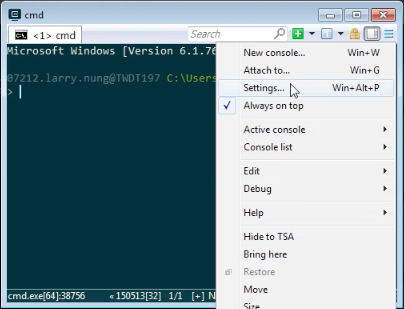 cmd
<1> cmd
Search
Microsoft Windows [Version 6.1.76
07212.larry.nung@TWDT197 C:\Users
>
New console... Win+W
Attach to... Win+G
Settings... Win+Alt+P
Always on top
Active console
Console list
Edit
Debug
Help
Hide to TSA
Bring here
Restore
Move
Size
cmd.exe[64]:38756 «150513[32] 1/1 [+] N